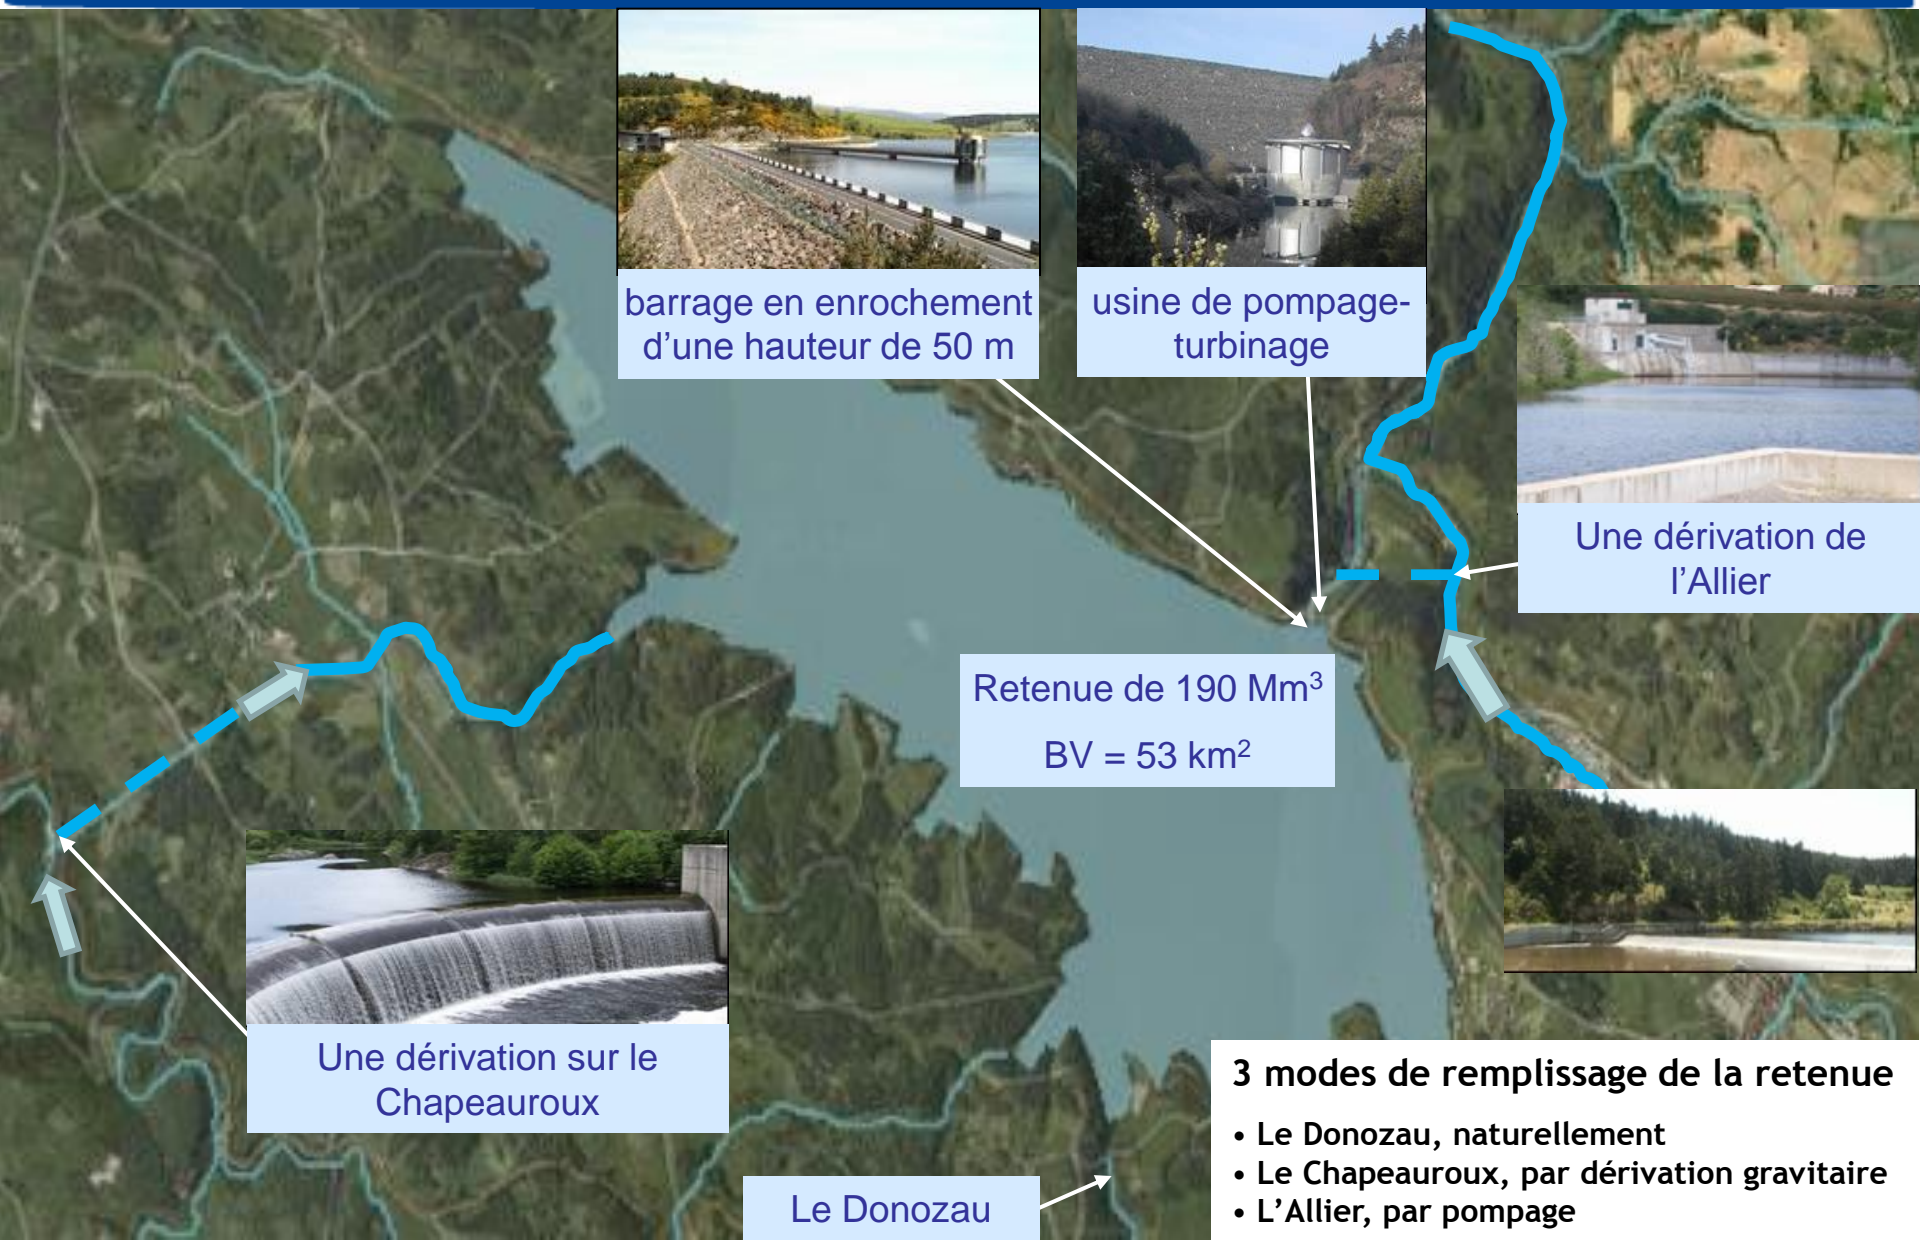 barrage en enrochement
d’une hauteur de 50 m
usine de pompage-
turbinage
Une dérivation de
l’Allier
Retenue de 190 Mm³
BV = 53 km²
Une dérivation sur le
Chapeauroux
Le Donozau
3 modes de remplissage de la retenue
• Le Donozau, naturellement
• Le Chapeauroux, par dérivation gravitaire
• L’Allier, par pompage